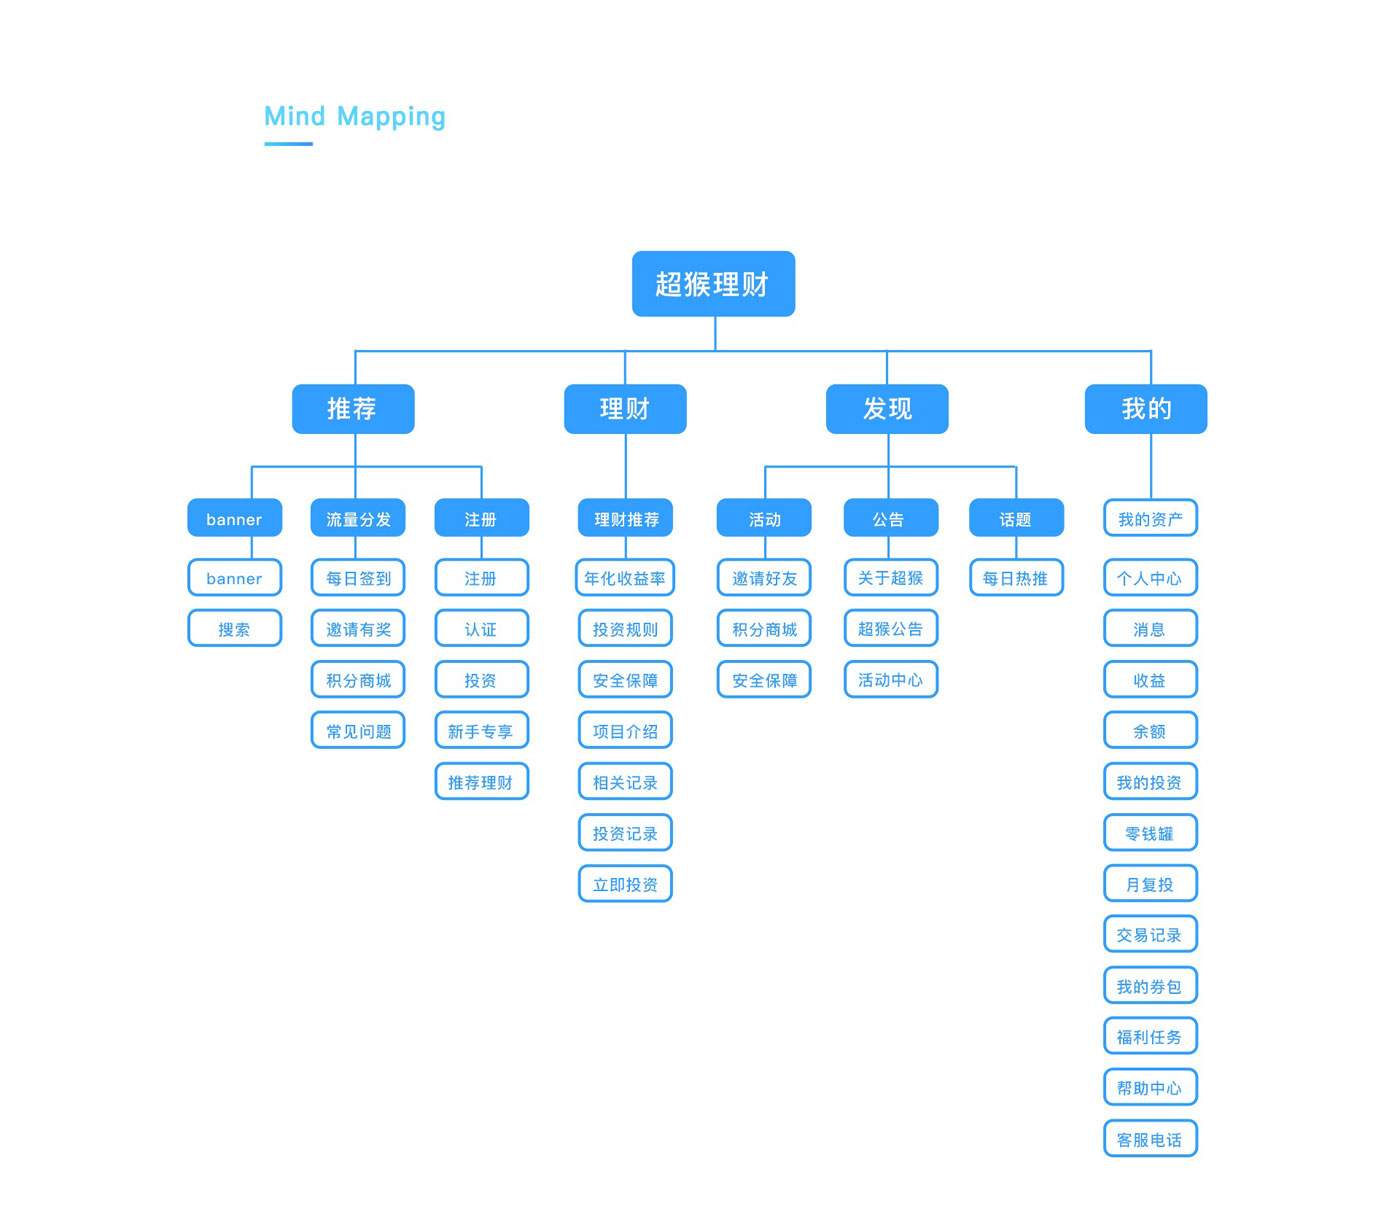 Mind Mapping
超猴理财
推荐
理财
发现
我的
banner
流量分发
注册
理财推荐
活动
公告
话题
我的资产
banner
每日签到
注册
年化收益率
邀请好友
关于超猴
每日热推
个人中心
搜索
邀请有奖
认证
投资规则
积分商城
超猴公告
消息
积分商城
投资
安全保障
安全保障
活动中心
收益
常见问题
新手专享
项目介绍
余额
推荐理财
相关记录
我的投资
投资记录
零钱罐
立即投资
月复投
交易记录
我的券包
福利任务
帮助中心
客服电话